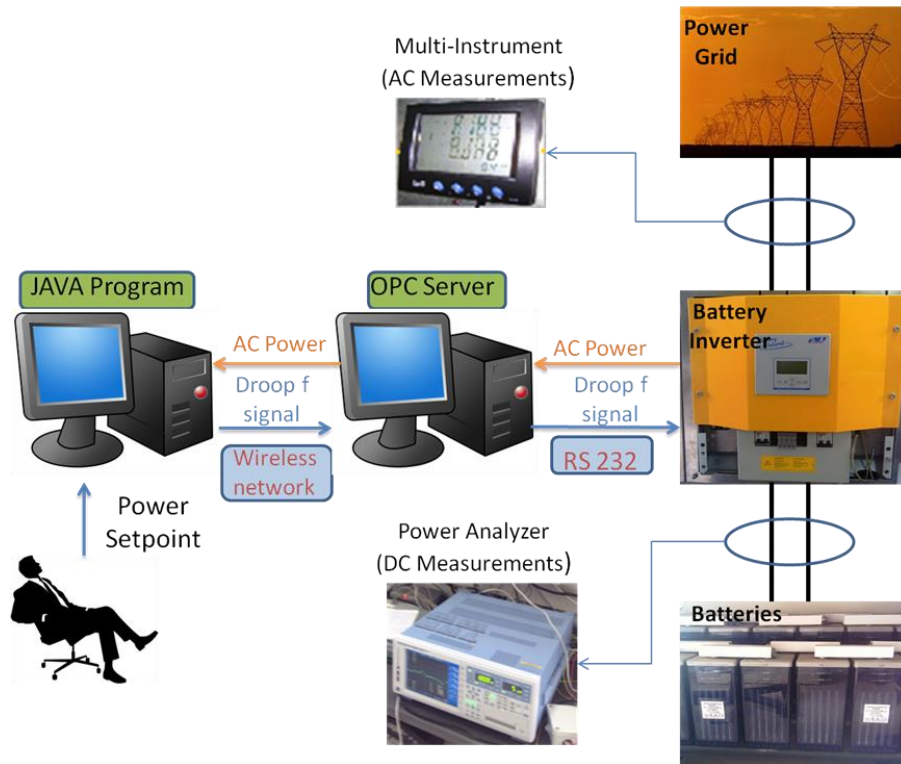 Multi-Instrument
(AC Measurements)
Power
Grid
JAVA Program
OPC Server
AC Power
Droop f
signal
Wireless
network
AC Power
Droop f
signal
RS 232
Battery
Inverter
Power
Setpoint
Power Analyzer
(DC Measurements)
Batteries